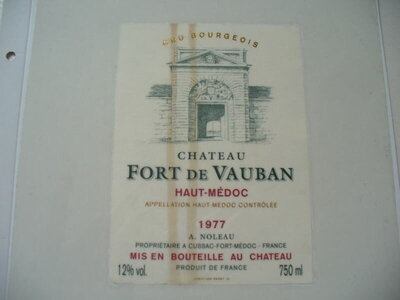 CRU BOURGEOIS
CHATEAU
FORT DE VAUBAN
HAUT-MÉDOC
APPELLATION HAUT-MÉDOC CONTRÔLÉE
1977
A. NOLEAU
PROPRIÉTAIRE A CUSSAC-FORT-MÉDOC - FRANCE
MIS EN BOUTEILLE AU CHATEAU
12% vol. PRODUIT DE FRANCE 750 ml